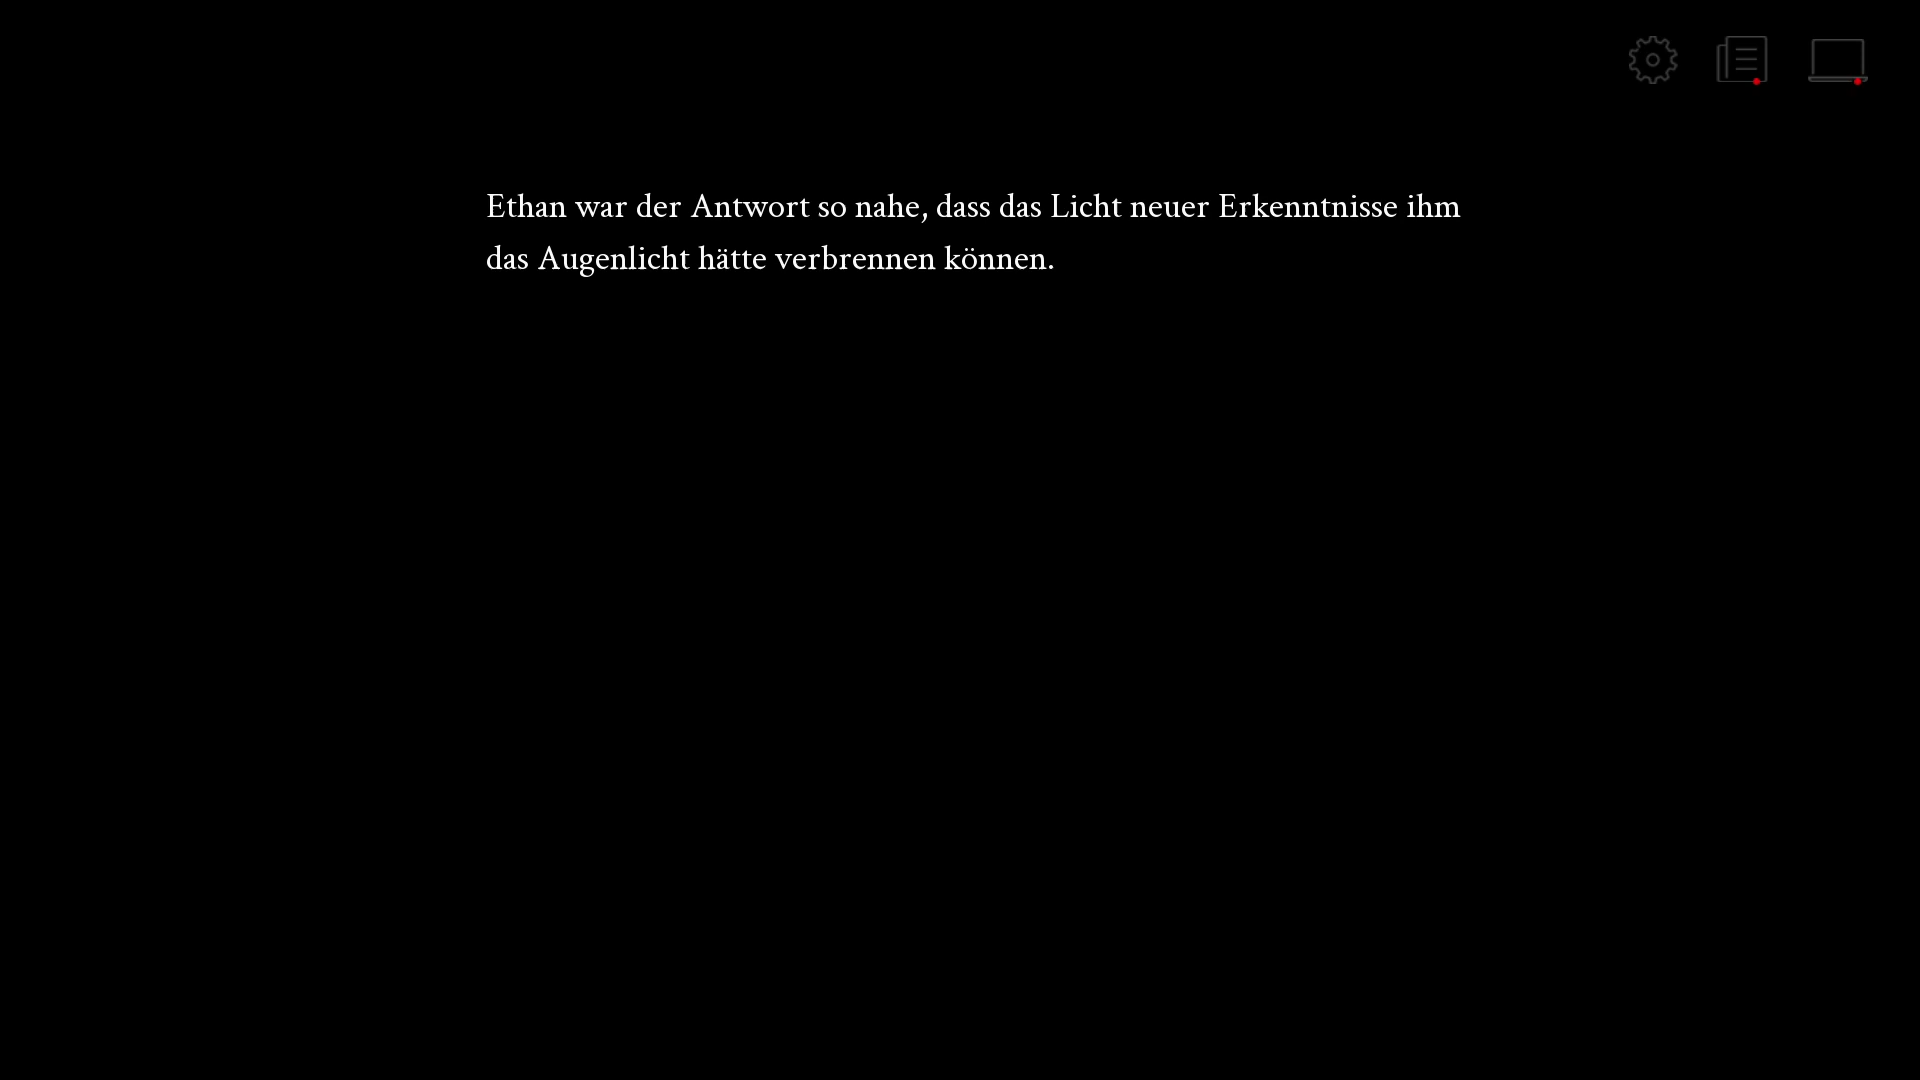 Ethan war der Antwort so nahe, dass das Licht neuer Erkenntnisse ihm
das Augenlicht hätte verbrennen können.